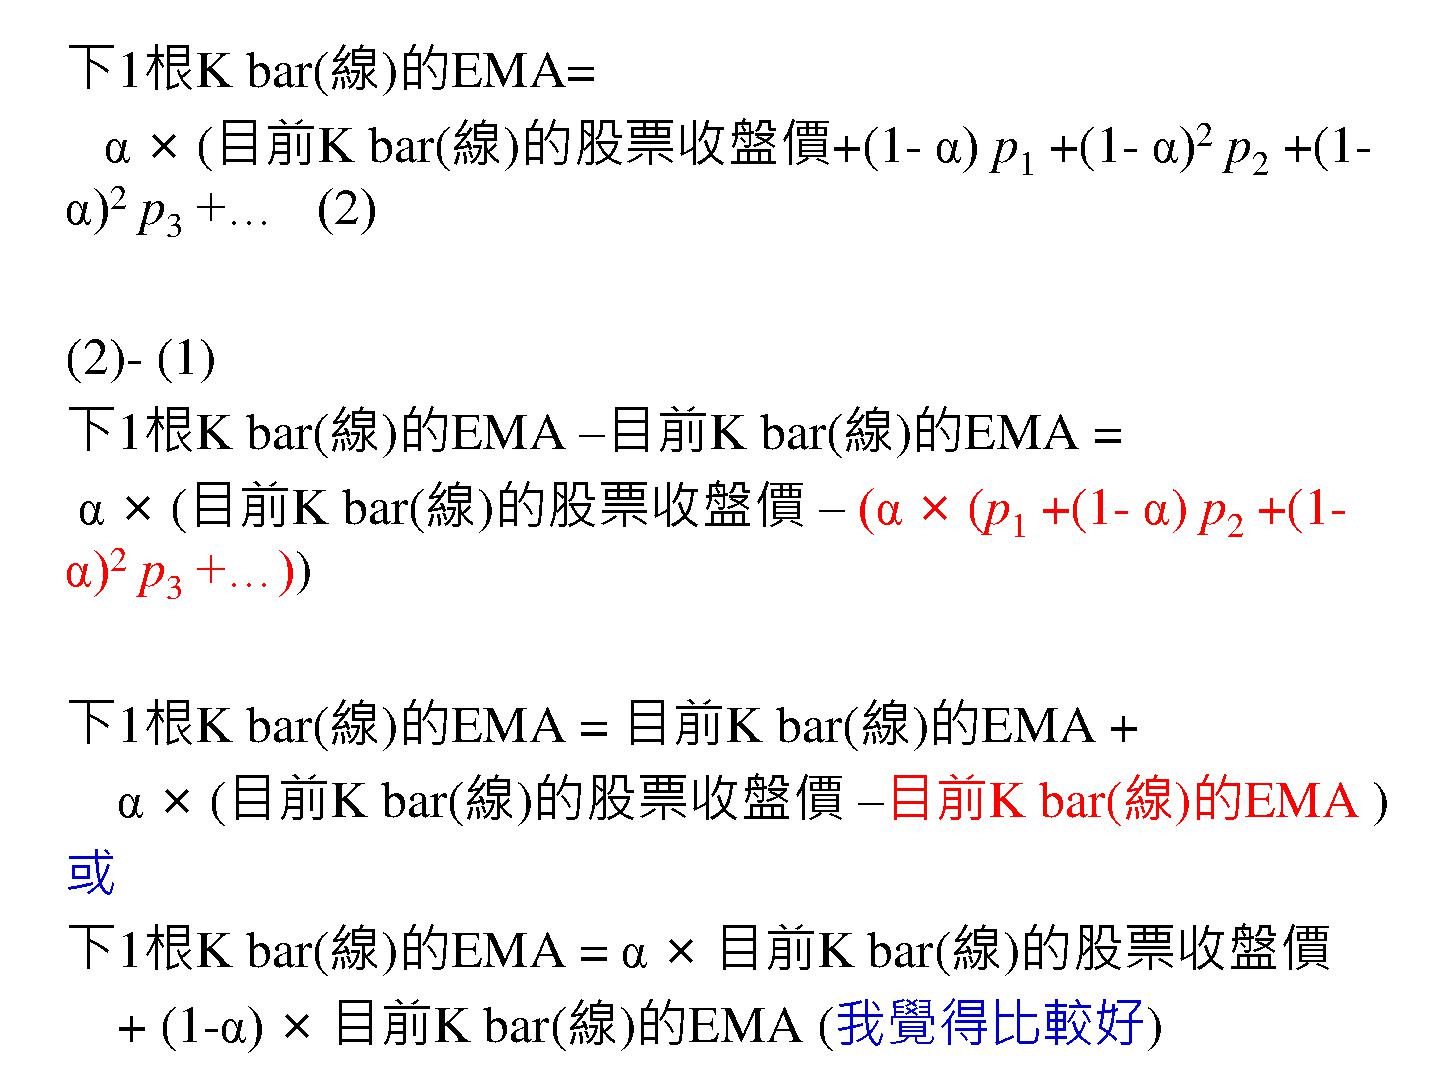 下1根K bar(線)的EMA=
α × (目前K bar(線)的股票收盤價+(1- α) p₁ +(1- α)² p₂ +(1-
α)² p₃ +… (2)
(2)- (1)
下1根K bar(線)的EMA –目前K bar(線)的EMA =
α × (目前K bar(線)的股票收盤價 – (α × (p₁ +(1- α) p₂ +(1-
α)² p₃ +… ))
下1根K bar(線)的EMA = 目前K bar(線)的EMA +
α × (目前K bar(線)的股票收盤價 –目前K bar(線)的EMA )
或
下1根K bar(線)的EMA = α × 目前K bar(線)的股票收盤價
+ (1-α) × 目前K bar(線)的EMA (我覺得比較好)